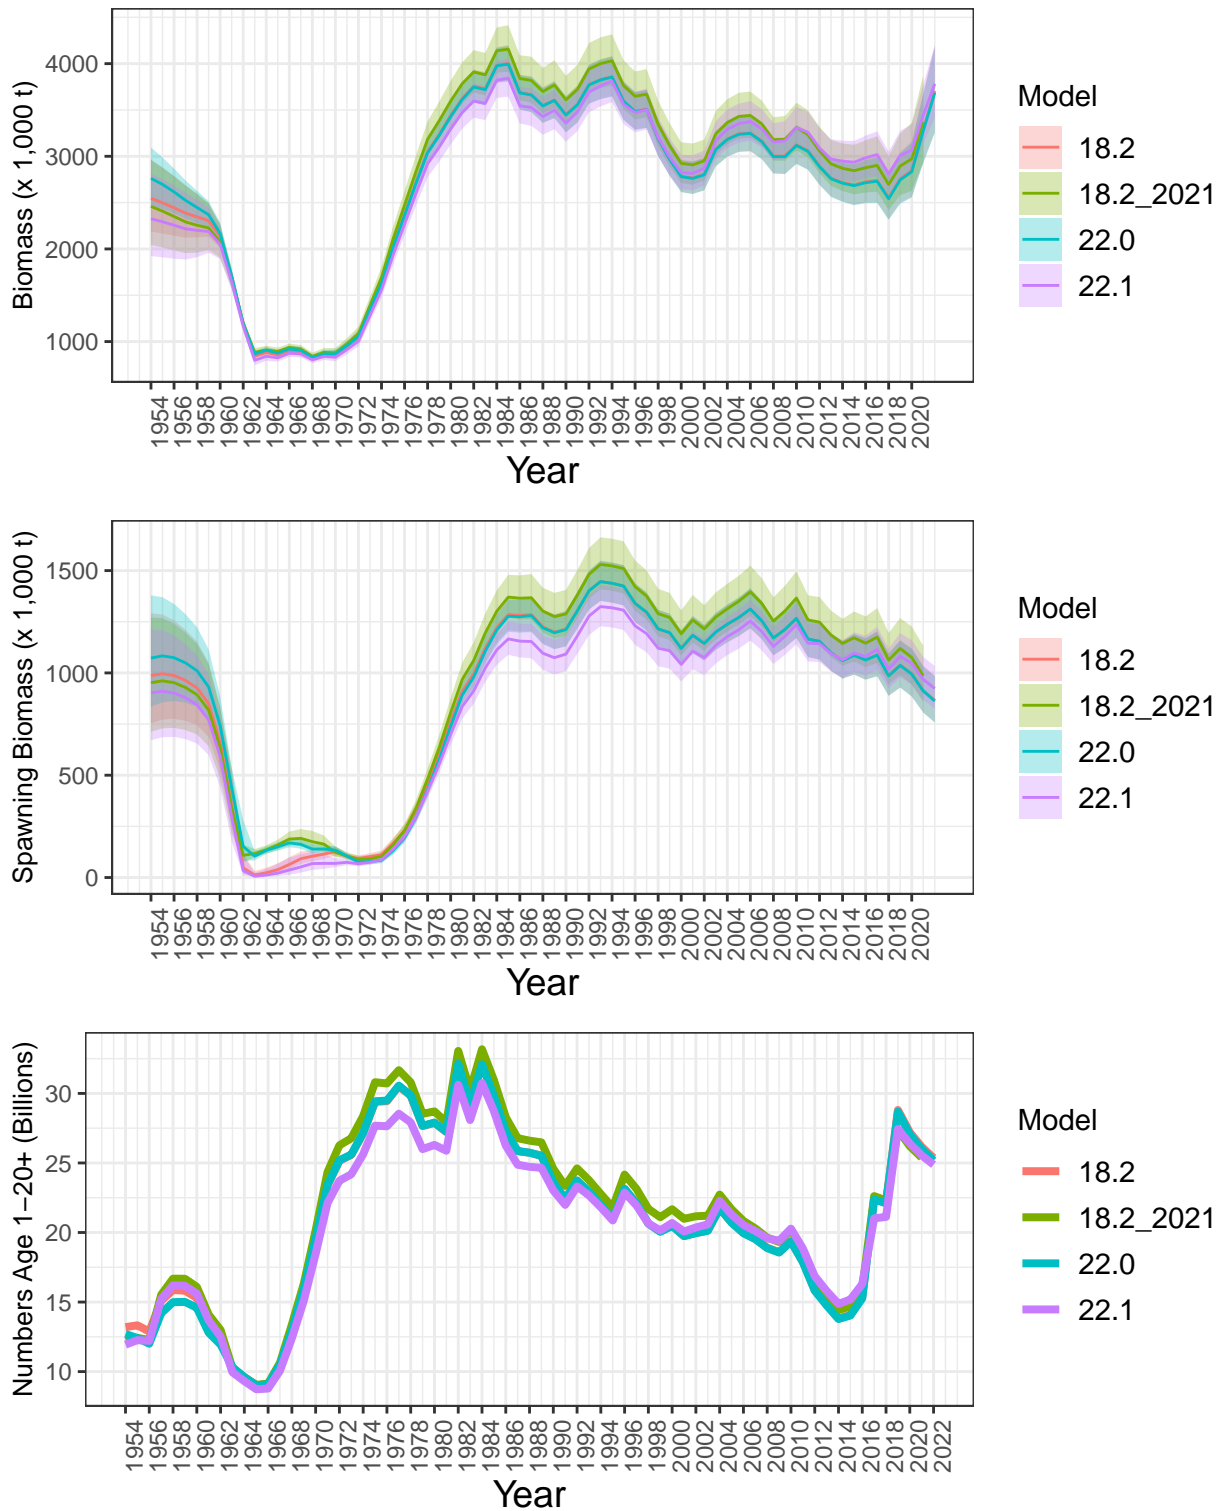 Biomass (x 1,000 t)
4000
3000
2000
1000
1954 1956 1958 1960 1962 1964 1966 1968 1970 1972 1974 1976 1978 1980 1982 1984 1986 1988 1990 1992 1994 1996 1998 2000 2002 2004 2006 2008 2010 2012 2014 2016 2018 2020
Year
Model
18.2
18.2_2021
22.0
22.1
Spawning Biomass (x 1,000 t)
1500
1000
500
0
1954 1956 1958 1960 1962 1964 1966 1968 1970 1972 1974 1976 1978 1980 1982 1984 1986 1988 1990 1992 1994 1996 1998 2000 2002 2004 2006 2008 2010 2012 2014 2016 2018 2020
Year
Model
18.2
18.2_2021
22.0
22.1
Numbers Age 1−20+ (Billions)
30
25
20
15
10
1954 1956 1958 1960 1962 1964 1966 1968 1970 1972 1974 1976 1978 1980 1982 1984 1986 1988 1990 1992 1994 1996 1998 2000 2002 2004 2006 2008 2010 2012 2014 2016 2018 2020 2022
Year
Model
18.2
18.2_2021
22.0
22.1